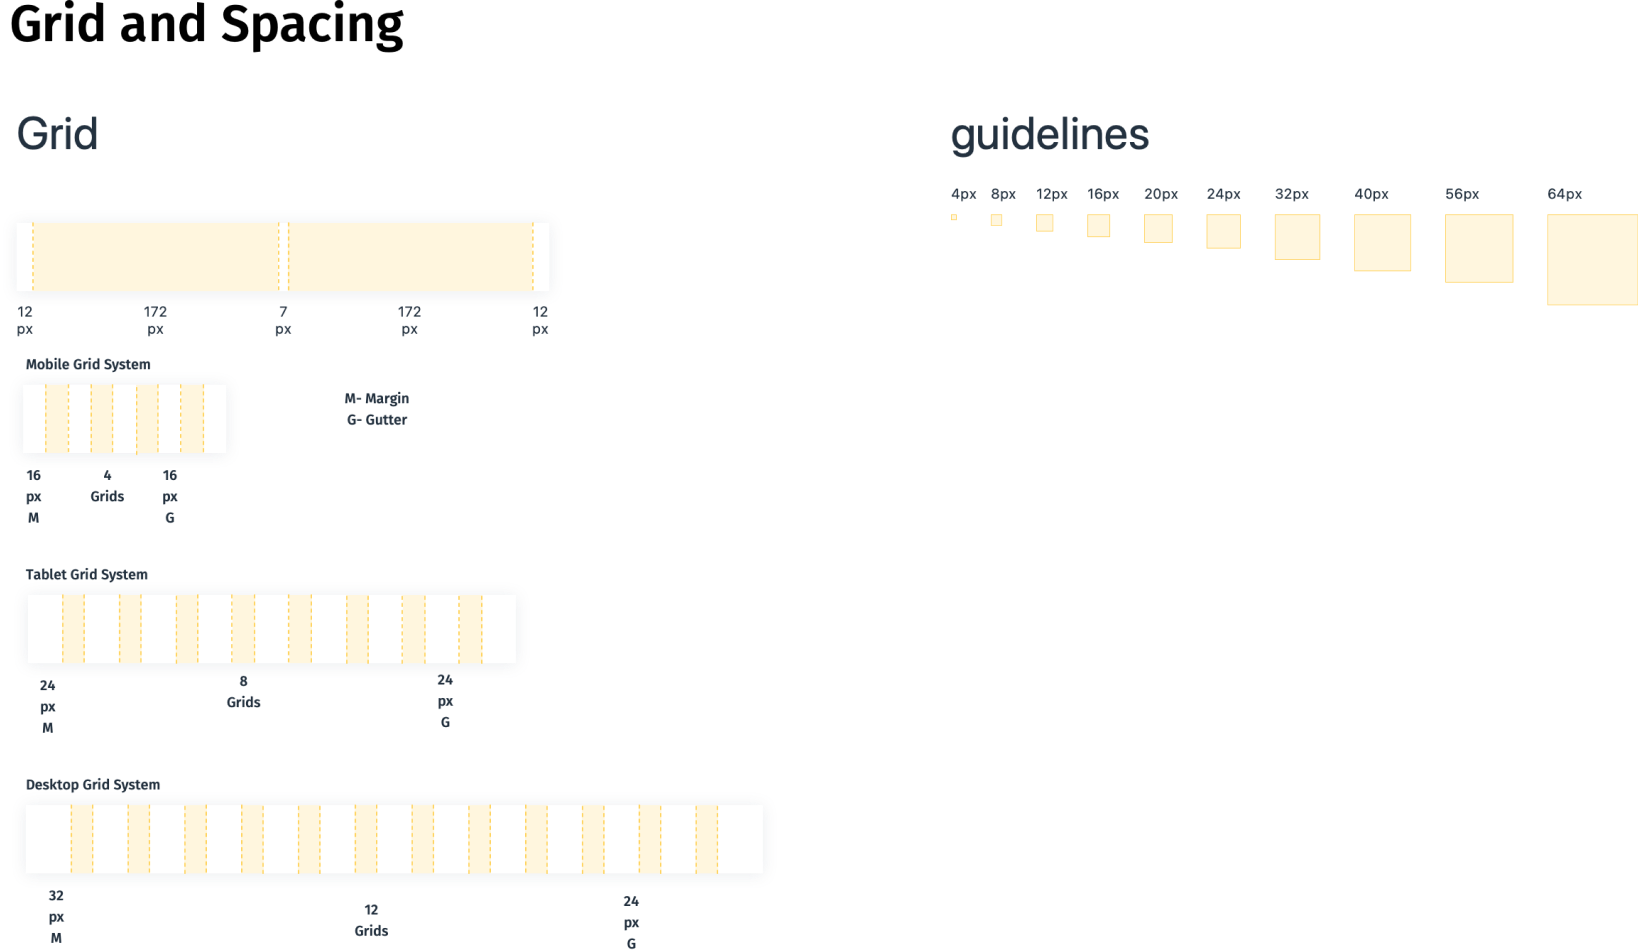 Grid and Spacing
Grid
12
px
172
px
7
px
172
px
12
px
Mobile Grid System
M- Margin
G- Gutter
16
px
M
4
Grids
16
px
G
Tablet Grid System
24
px
M
8
Grids
24
px
G
Desktop Grid System
32
px
M
12
Grids
24
px
G
guidelines
4px 8px 12px 16px 20px 24px 32px 40px 56px 64px